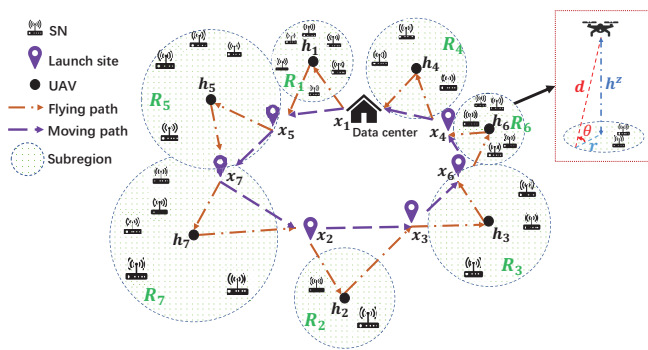 SN
Launch site
UAV
Flying path
Moving path
Subregion
h₁
R₁
x₁
Data center
h₄
R₄
x₄
h₅
R₅
x₅
h₆
R₆
x₆
x₇
h₇
R₇
x₂
h₂
R₂
x₃
h₃
R₃
d
hᶻ
θ
r